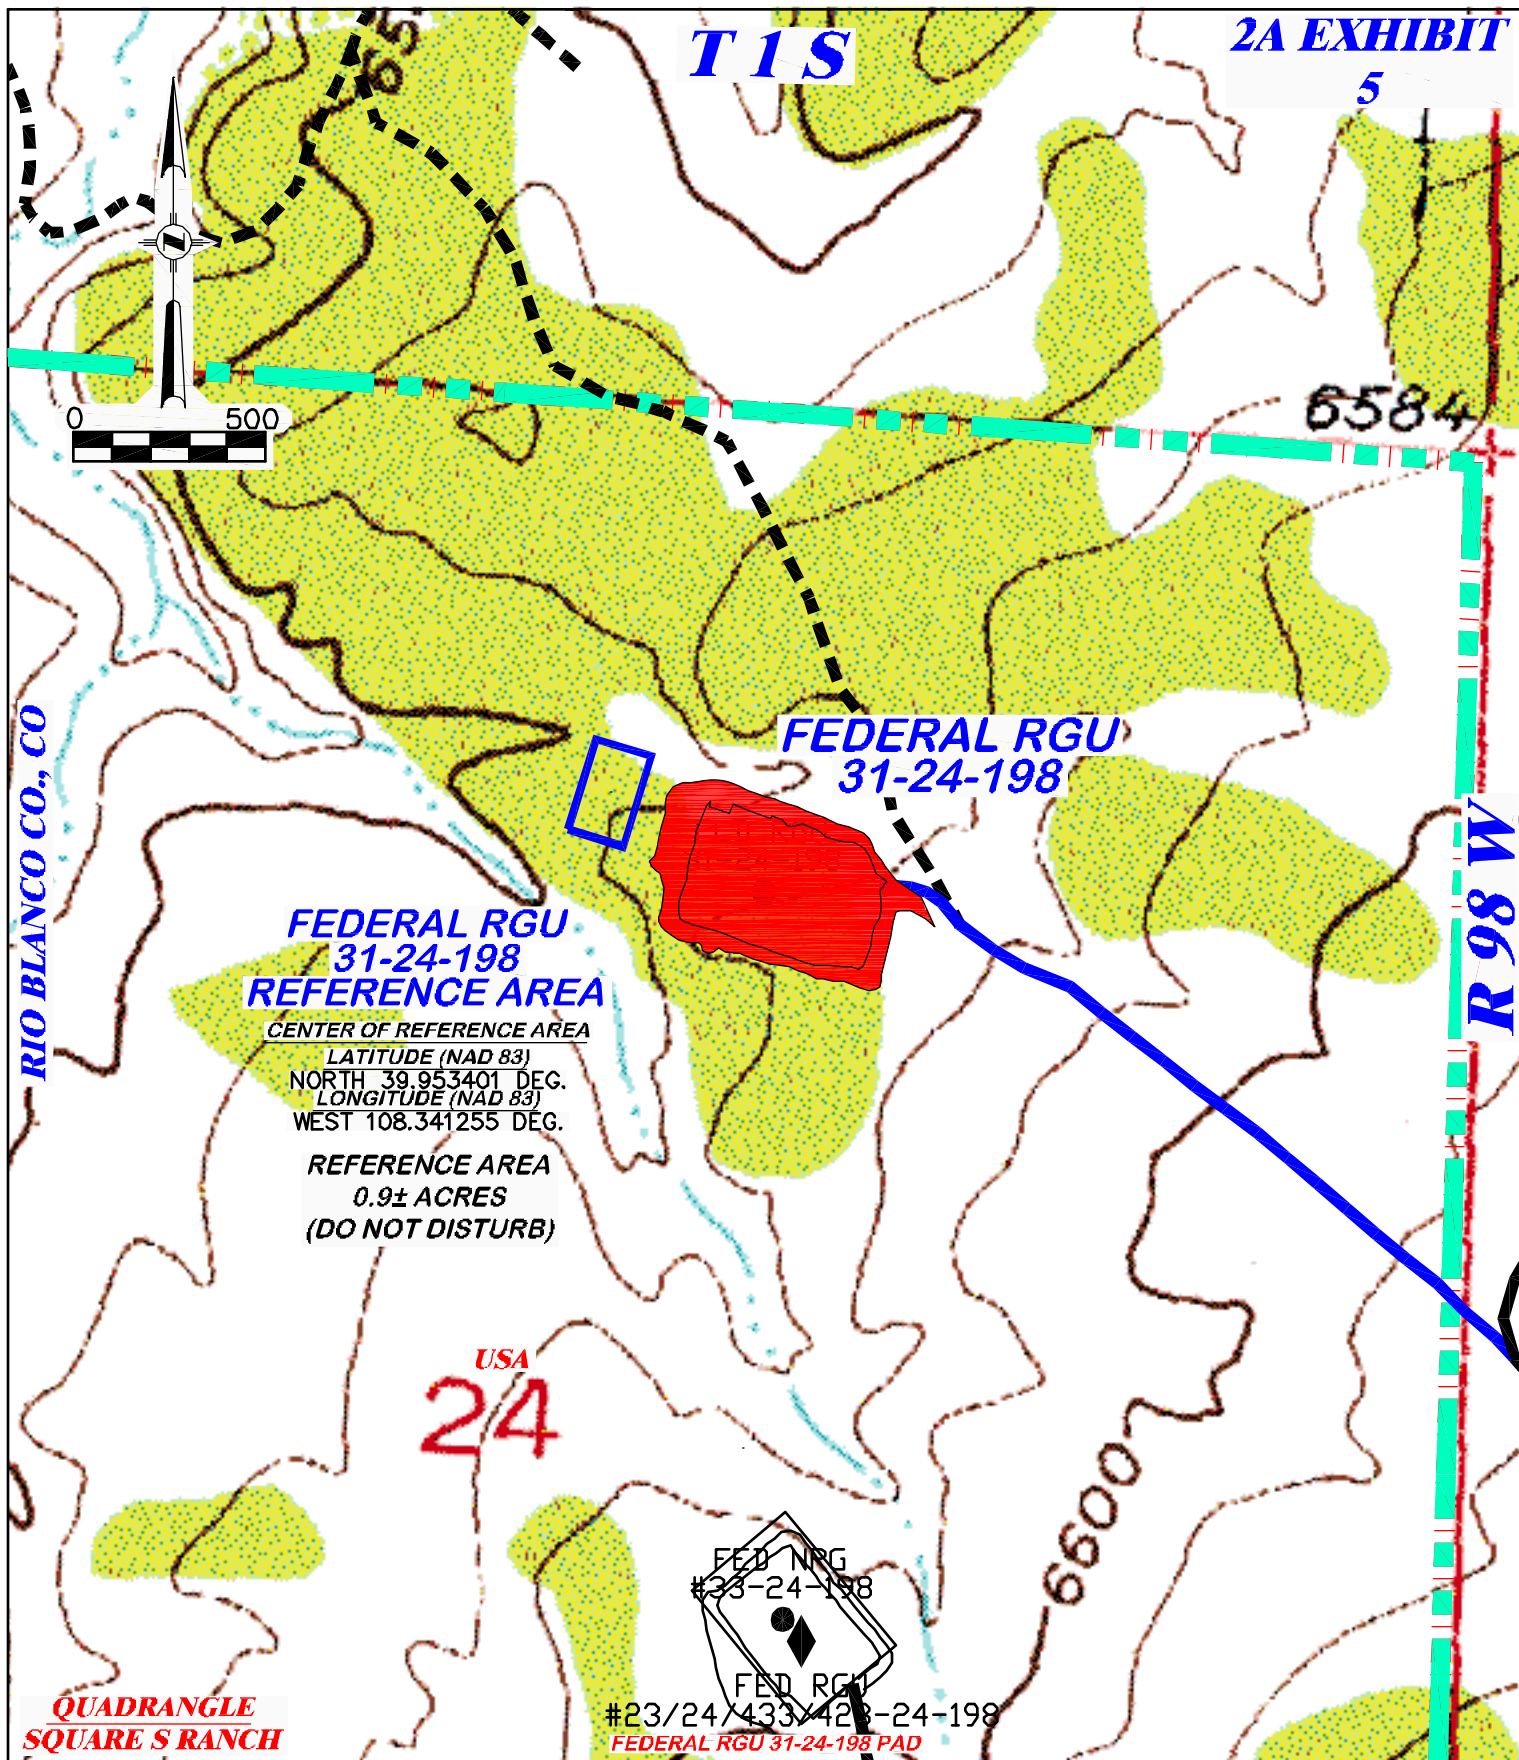 T 1 S
2A EXHIBIT
5
65
0 500
6584
RIO BLANCO CO., CO
FEDERAL RGU
31-24-198
R 98 W
FEDERAL RGU
31-24-198
REFERENCE AREA
CENTER OF REFERENCE AREA
LATITUDE (NAD 83)
NORTH 39.953401 DEG.
LONGITUDE (NAD 83)
WEST 108.341255 DEG.
REFERENCE AREA
0.9± ACRES
(DO NOT DISTURB)
USA
24
6600
FED NPG
#33-24-198
FED RGU
#23/24/433/423-24-198
FEDERAL RGU 31-24-198 PAD
QUADRANGLE
SQUARE S RANCH